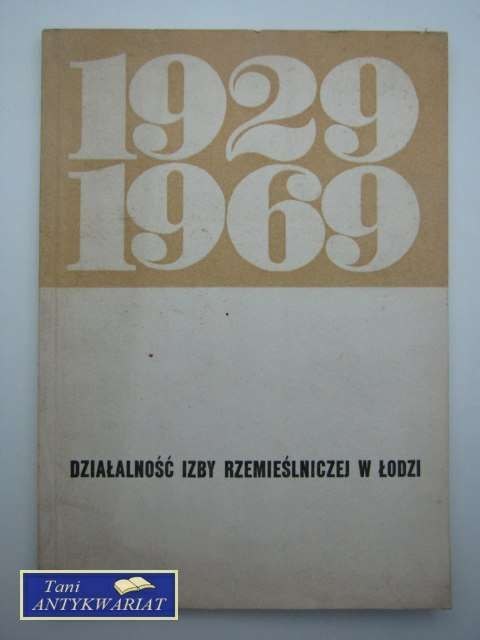 1929
1969
DZIAŁALNOŚĆ IZBY RZEMIEŚLNICZEJ W ŁODZI
Tani
ANTYKWARIAT